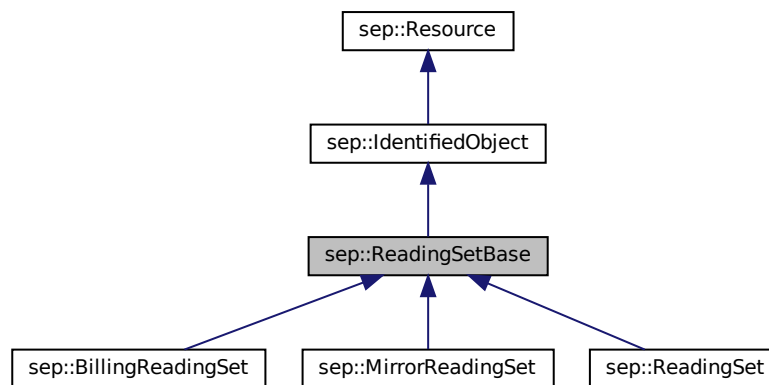 sep::Resource
sep::IdentifiedObject
sep::ReadingSetBase
sep::BillingReadingSet
sep::MirrorReadingSet
sep::ReadingSet